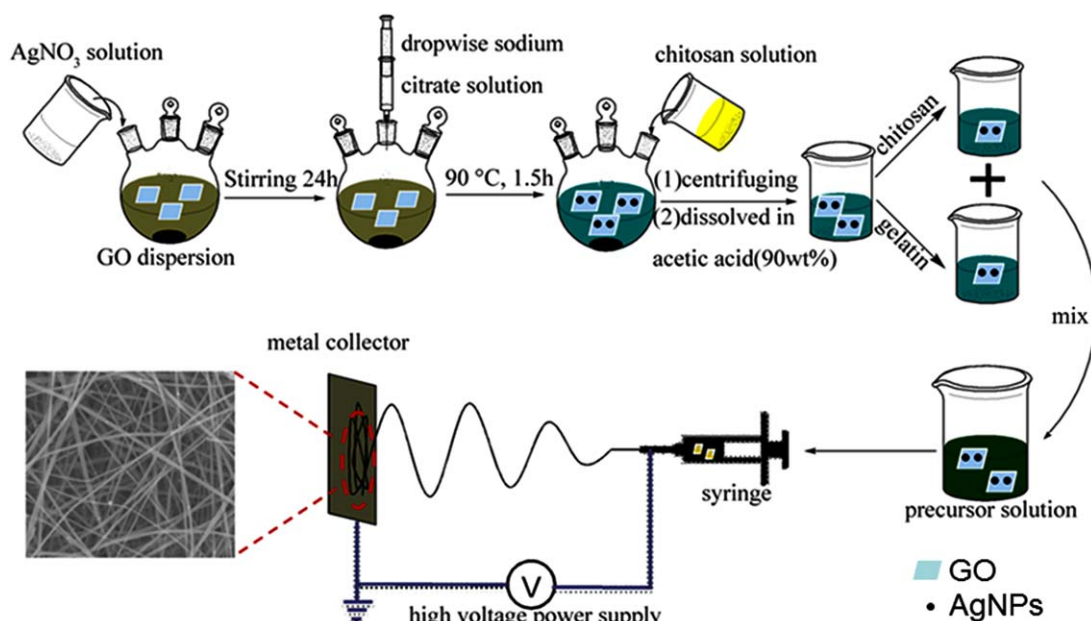 AgNO3 solution
dropwise sodium
citrate solution
chitosan solution
Stirring 24h
90 °C, 1.5h
(1)centrifuging
(2)dissolved in
acetic acid(90wt%)
GO dispersion
chitosan
+
gelatin
mix
metal collector
syringe
precursor solution
V
high voltage power supply
GO
AgNPs